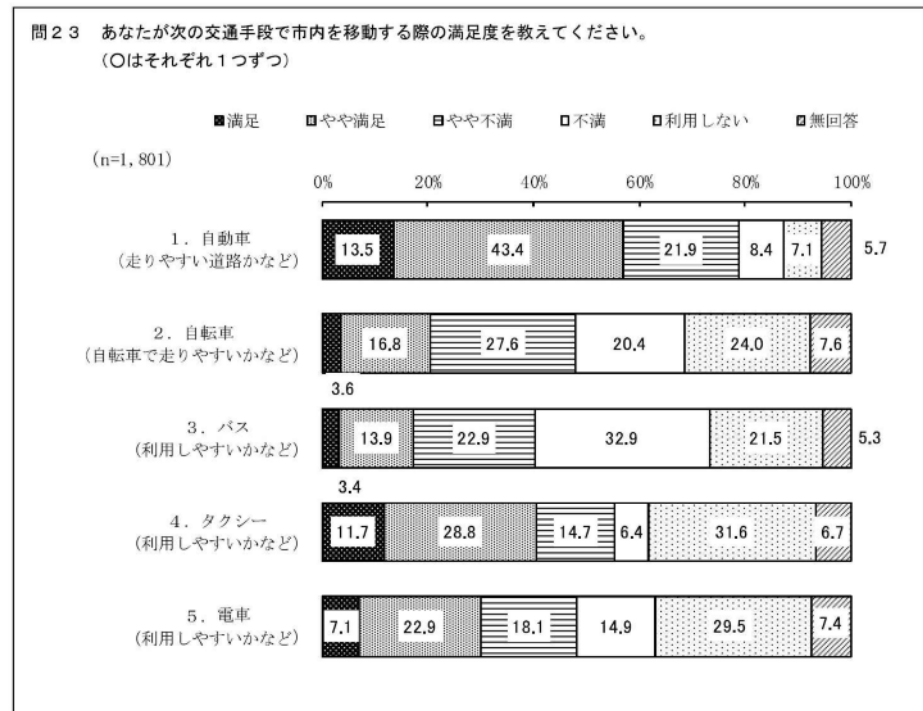 問23 あなたが次の交通手段で市内を移動する際の満足度を教えてください。
(○はそれぞれ1つずつ)
満足 やや満足 やや不満 不満 利用しない 無回答
(n=1,801)
0% 20% 40% 60% 80% 100%
1.自動車
(走りやすい道路かなど)
13.5 43.4 21.9 8.4 7.1 5.7
2.自転車
(自転車で走りやすいかなど)
16.8 27.6 20.4 24.0 7.6
3.6
3.バス
(利用しやすいかなど)
13.9 22.9 32.9 21.5 5.3
3.4
4.タクシー
(利用しやすいかなど)
11.7 28.8 14.7 6.4 31.6 6.7
5.電車
(利用しやすいかなど)
7.1 22.9 18.1 14.9 29.5 7.4